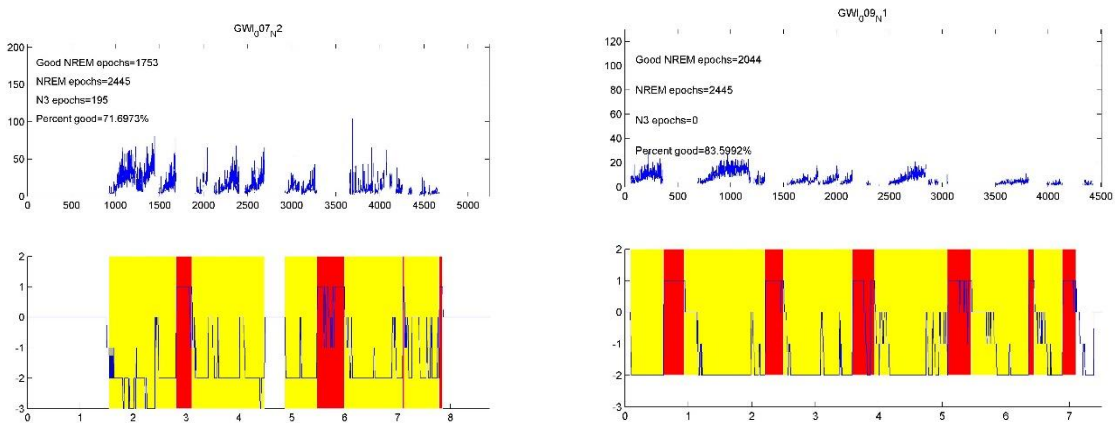 GWI₀07ₙ2
200
150
100
50
0
Good NREM epochs=1753
NREM epochs=2445
N3 epochs=195
Percent good=71.6973%
0 500 1000 1500 2000 2500 3000 3500 4000 4500 5000
2
1
0
-1
-2
-3
0 1 2 3 4 5 6 7 8
GWI₀09ₙ1
120
100
80
60
40
20
0
Good NREM epochs=2044
NREM epochs=2445
N3 epochs=0
Percent good=83.5992%
0 500 1000 1500 2000 2500 3000 3500 4000 4500
2
1
0
-1
-2
-3
0 1 2 3 4 5 6 7